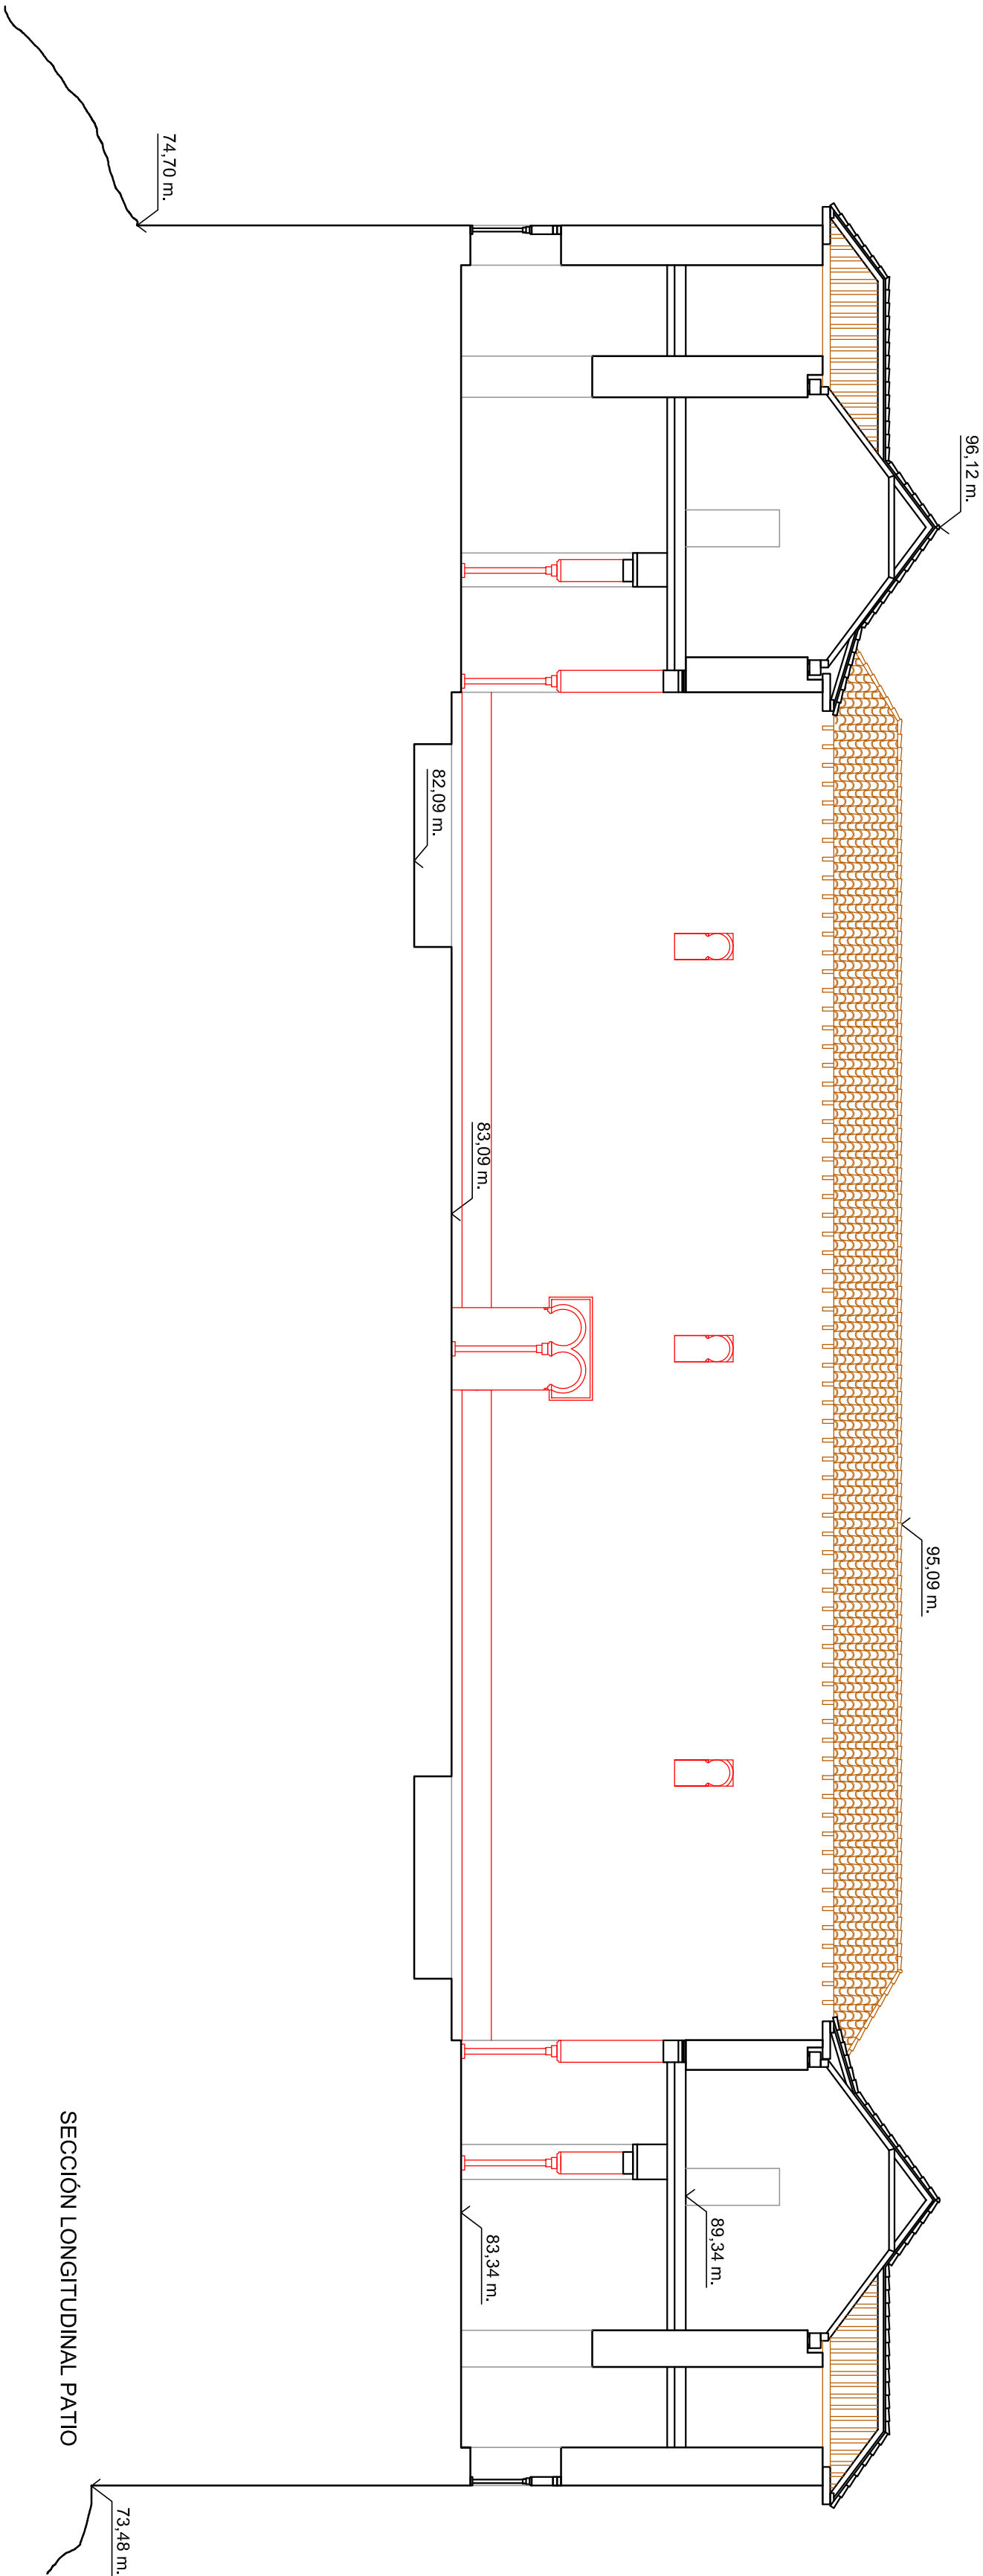 96,12 m.
95,09 m.
89,34 m.
83,09 m.
83,34 m.
82,09 m.
74,70 m.
73,48 m.
SECCIÓN LONGITUDINAL PATIO